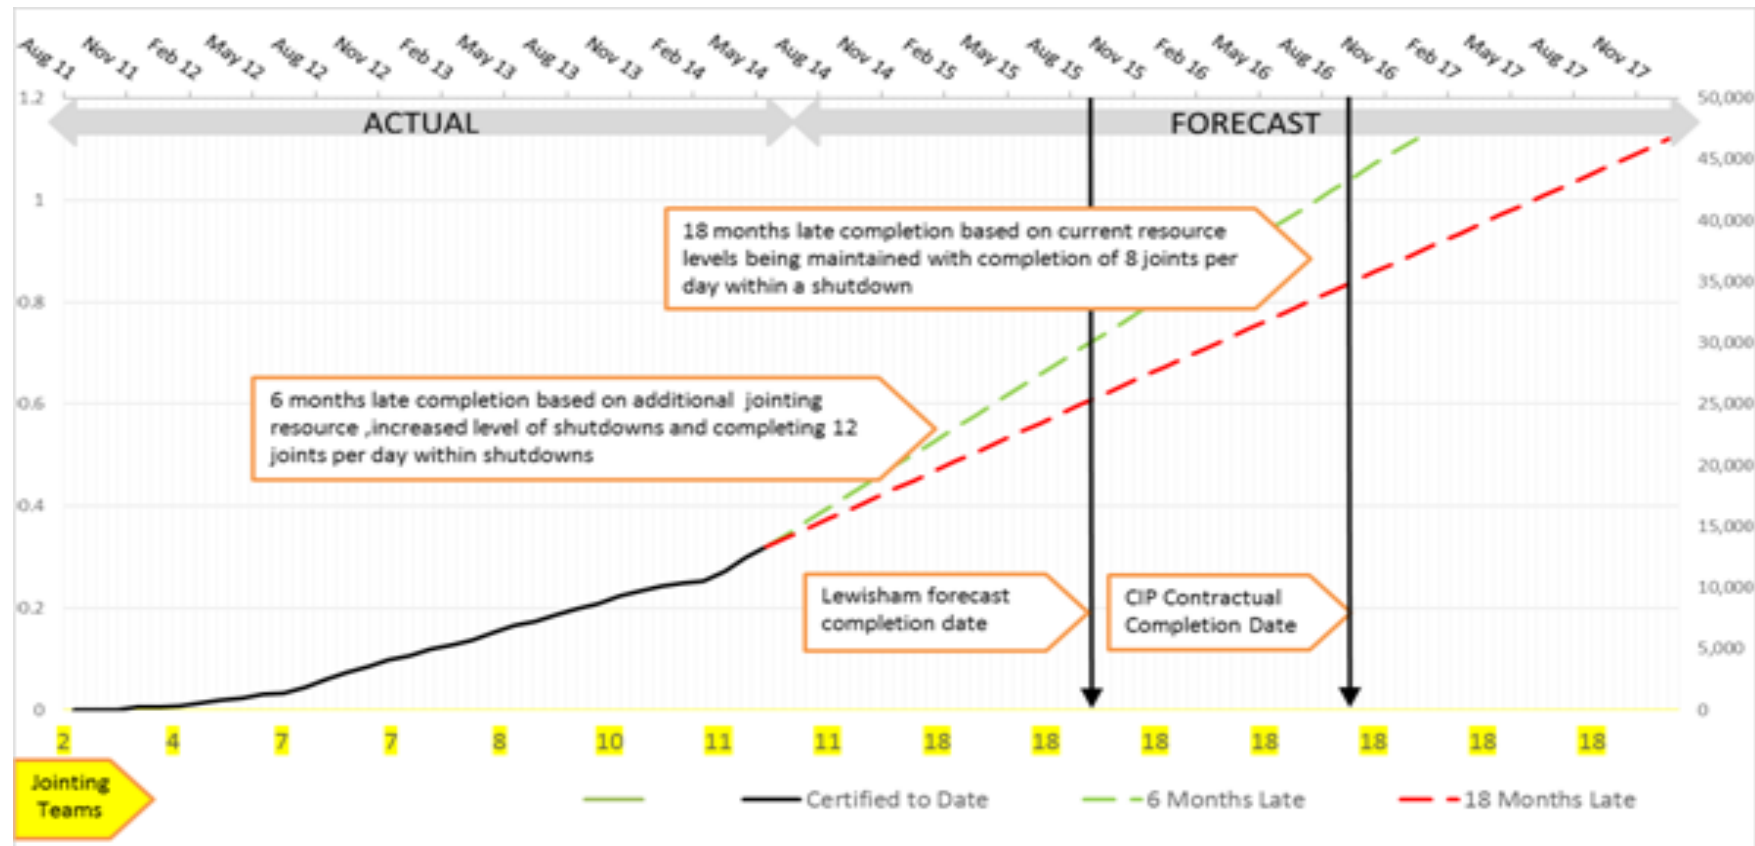 Aug 11 Nov 11 Feb 12 May 12 Aug 12 Nov 12 Feb 13 May 13 Aug 13 Nov 13 Feb 14 May 14 Aug 14 Nov 14 Feb 15 May 15 Aug 15 Nov 15 Feb 16 May 16 Aug 16 Nov 16 Feb 17 May 17 Aug 17 Nov 17
1.2
50,000
ACTUAL
FORECAST
45,000
1
40,000
18 months late completion based on current resource
levels being maintained with completion of 8 joints per
day within a shutdown
35,000
0.8
30,000
6 months late completion based on additional jointing
resource ,increased level of shutdowns and completing 12
joints per day within shutdowns
0.6
25,000
20,000
0.4
15,000
10,000
Lewisham forecast
completion date
CIP Contractual
Completion Date
0.2
5,000
0
0
2 4 7 7 8 10 11 11 18 18 18 18 18 18 18
Jointing
Teams
Certified to Date
6 Months Late
18 Months Late